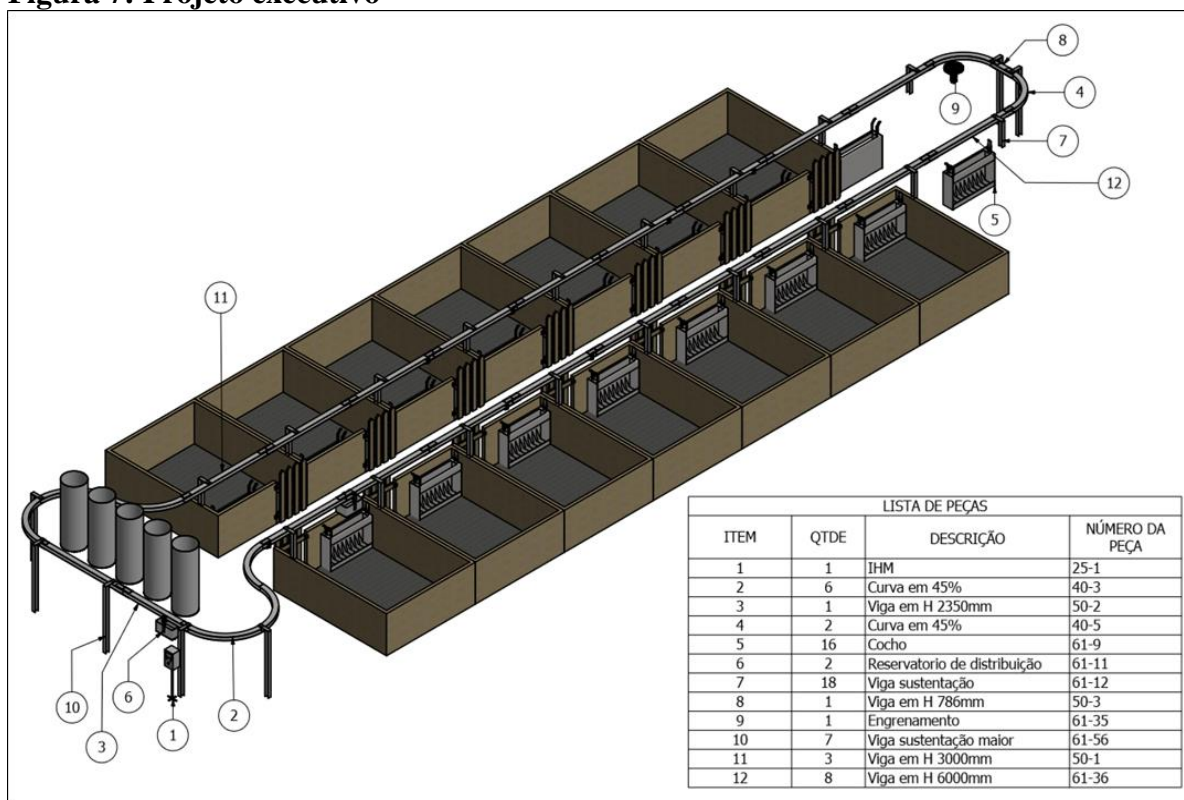 Figura 7: Projeto executivo
8
4
9
7
12
5
11
10
6
3
1
2
LISTA DE PEÇAS
ITEM QTDE DESCRIÇÃO NÚMERO DA PEÇA
1 1 IHM 25-1
2 6 Curva em 45% 40-3
3 1 Viga em H 2350mm 50-2
4 2 Curva em 45% 40-5
5 16 Cocho 61-9
6 2 Reservatorio de distribuição 61-11
7 18 Viga sustentação 61-12
8 1 Viga em H 786mm 50-3
9 1 Engrenamento 61-35
10 7 Viga sustentação maior 61-56
11 3 Viga em H 3000mm 50-1
12 8 Viga em H 6000mm 61-36